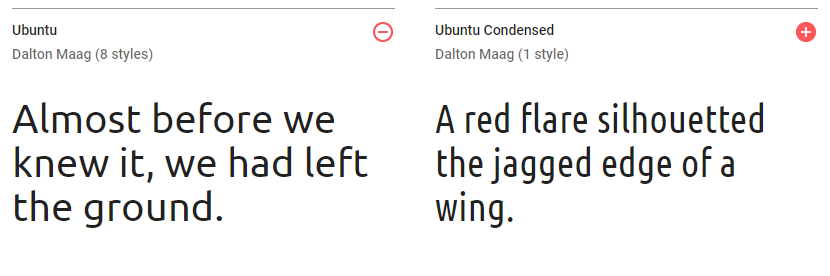 Ubuntu
Dalton Maag (8 styles)
Almost before we
knew it, we had left
the ground.
Ubuntu Condensed
Dalton Maag (1 style)
A red flare silhouetted
the jagged edge of a
wing.